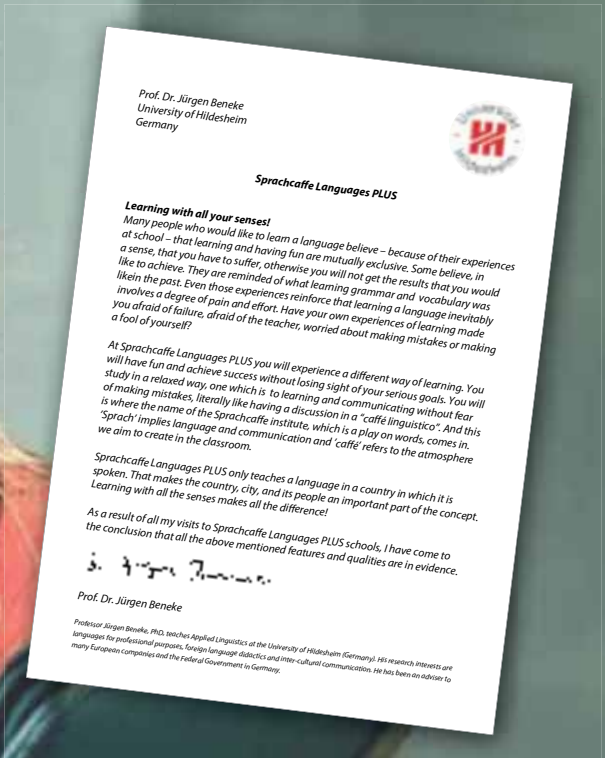 Prof. Dr. Jürgen Beneke
University of Hildesheim
Germany
Universität
Hildesheim
Sprachcaffe Languages PLUS
Learning with all your senses!
Many people who would like to learn a language believe – because of their experiences
at school – that learning and having fun are mutually exclusive. Some believe, in
a sense, that you have to suffer, otherwise you will not get the results that you would
like to achieve. They are reminded of what learning grammar and vocabulary was
likein the past. Even those experiences reinforce that learning a language inevitably
involves a degree of pain and effort. Have your own experiences of learning made
you afraid of failure, afraid of the teacher, worried about making mistakes or making
a fool of yourself?
At Sprachcaffe Languages PLUS you will experience a different way of learning. You
will have fun and achieve success without losing sight of your serious goals. You will
study in a relaxed way, one which is to learning and communicating without fear
of making mistakes, literally like having a discussion in a "caffé linguistico". And this
is where the name of the Sprachcaffe institute, which is a play on words, comes in.
'Sprach' implies language and communication and 'caffé' refers to the atmosphere
we aim to create in the classroom.
Sprachcaffe Languages PLUS only teaches a language in a country in which it is
spoken. That makes the country, city, and its people an important part of the concept.
Learning with all the senses makes all the difference!
As a result of all my visits to Sprachcaffe Languages PLUS schools, I have come to
the conclusion that all the above mentioned features and qualities are in evidence.
Prof. Dr. Jürgen Beneke
Professor Jürgen Beneke, PhD, teaches Applied Linguistics at the University of Hildesheim (Germany). His research interests are
languages for professional purposes, foreign language didactics and inter-cultural communication. He has been an adviser to
many European companies and the Federal Government in Germany.